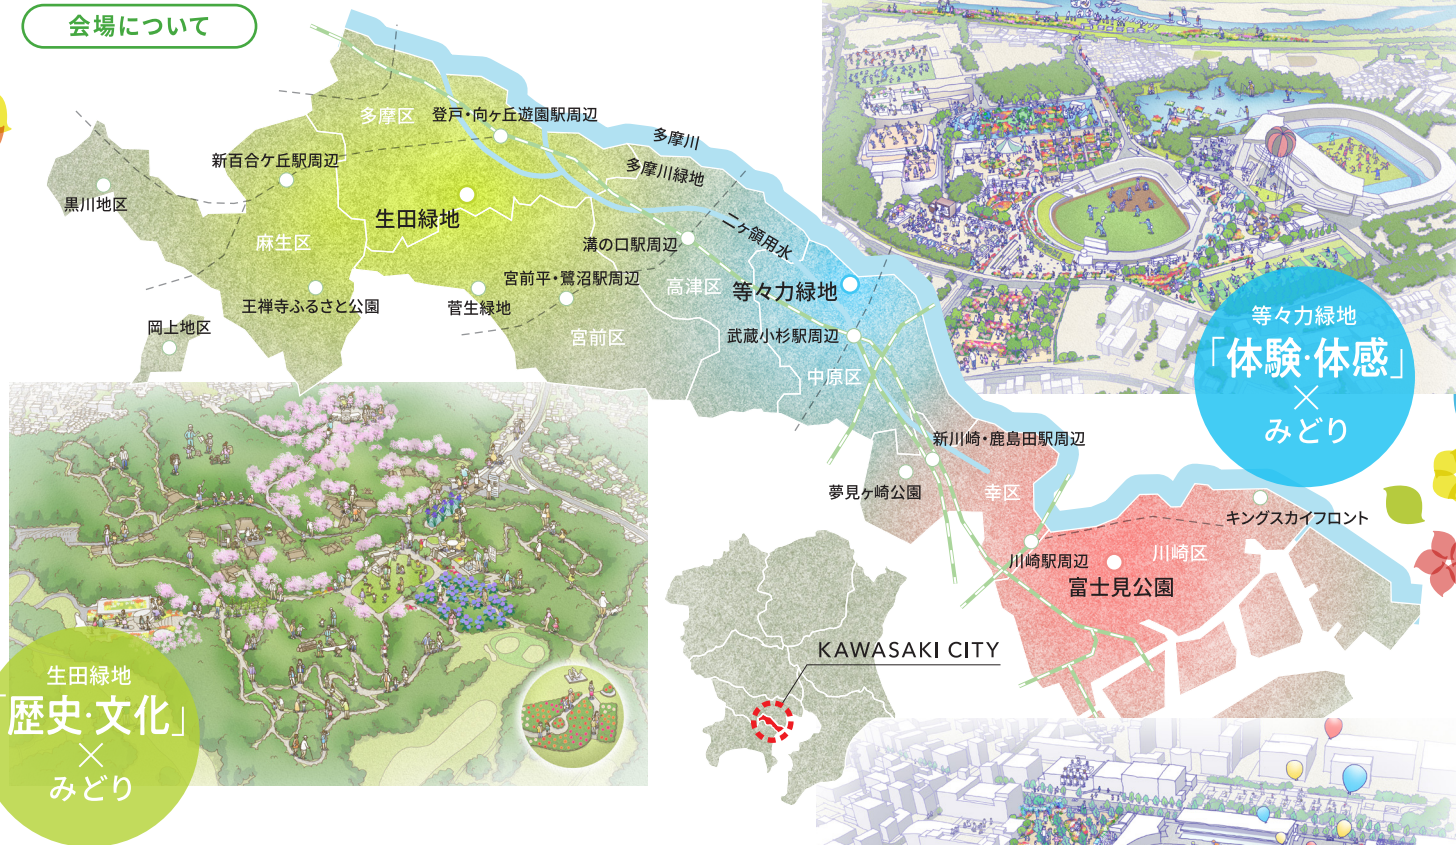 会場について
多摩区
登戸・向ヶ丘遊園駅周辺
多摩川
多摩川緑地
新百合ケ丘駅周辺
黒川地区
生田緑地
二ヶ領用水
麻生区
溝の口駅周辺
宮前平・鷺沼駅周辺
高津区
等々力緑地
王禅寺ふるさと公園
菅生緑地
岡上地区
宮前区
武蔵小杉駅周辺
中原区
等々力緑地
「体験・体感」
×
みどり
新川崎・鹿島田駅周辺
夢見ヶ崎公園
幸区
キングスカイフロント
川崎駅周辺
川崎区
富士見公園
KAWASAKI CITY
生田緑地
「歴史・文化」
×
みどり